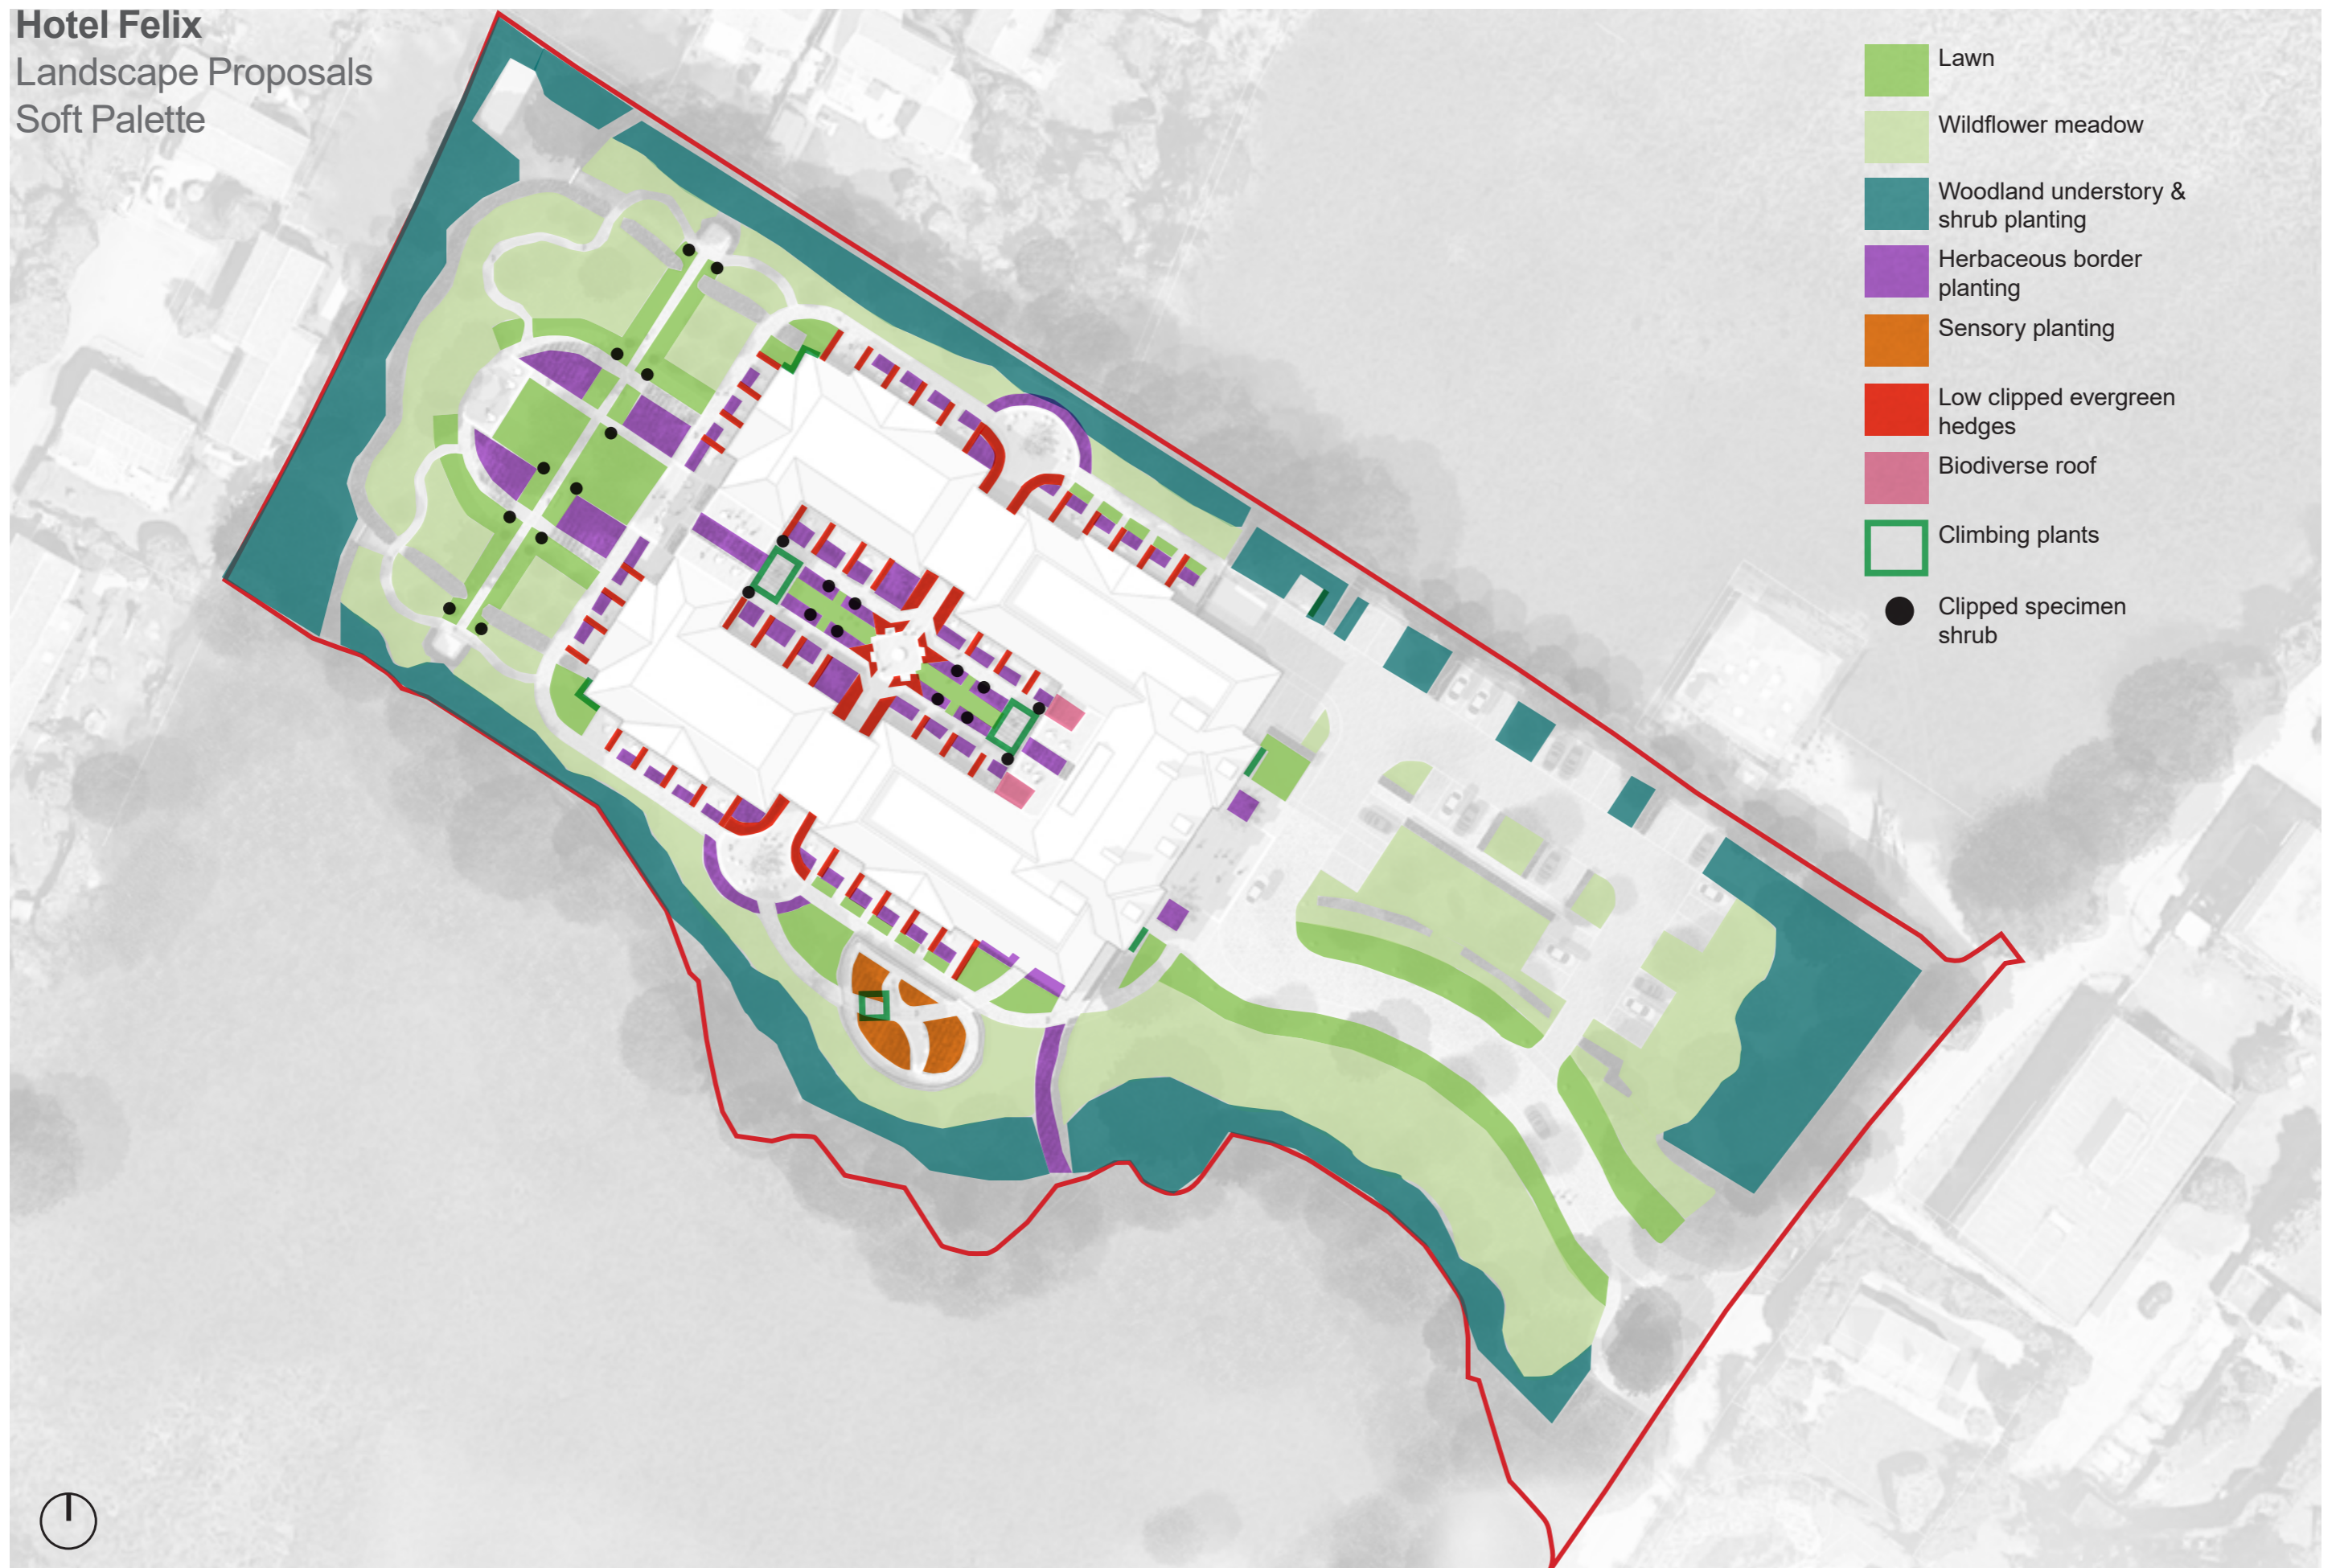 Hotel Felix
Landscape Proposals
Soft Palette
Lawn
Wildflower meadow
Woodland understory &
shrub planting
Herbaceous border
planting
Sensory planting
Low clipped evergreen
hedges
Biodiverse roof
Climbing plants
Clipped specimen
shrub